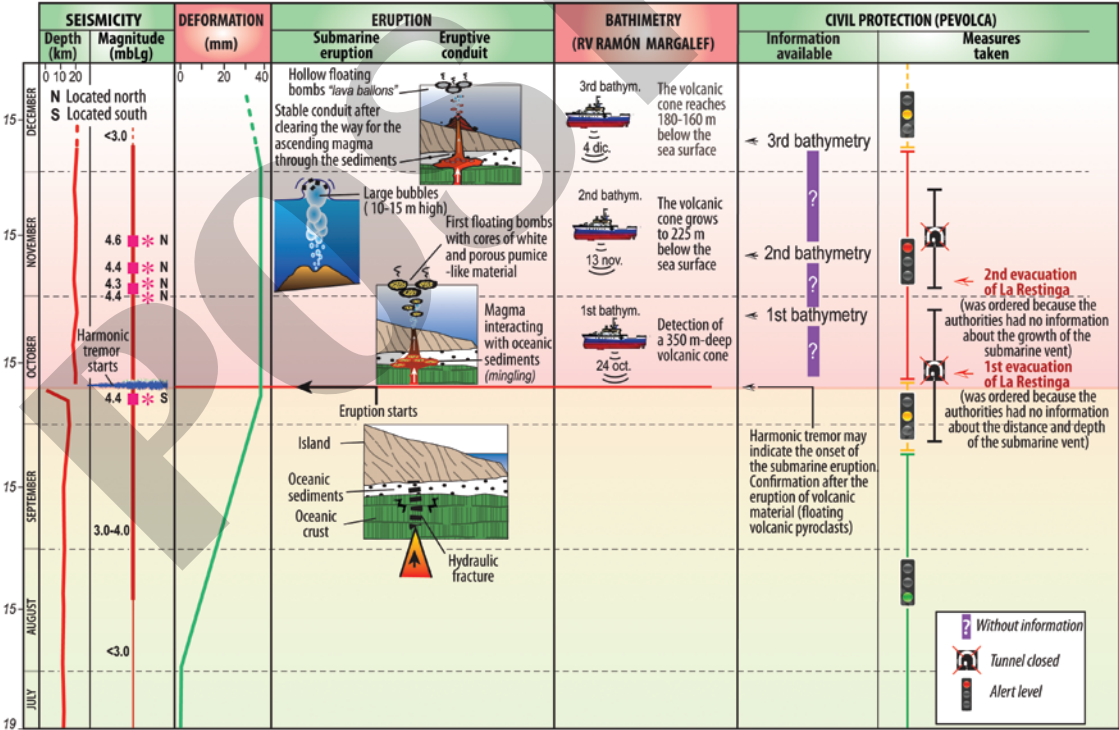 SEISMICITY
DEFORMATION
(mm)
ERUPTION
BATHIMETRY
(RV RAMÓN MARGALEF)
CIVIL PROTECTION (PEVOLCA)
Depth
(km)
Magnitude
(mbLg)
Submarine
eruption
Eruptive
conduit
Information
available
Measures
taken
0 10 20
0 20 40
DECEMBER
15
NOVEMBER
15
OCTOBER
15
SEPTEMBER
15
AUGUST
15
JULY
19
N Located north
S Located south
<3.0
4.6 * N
4.4 * N
4.3 * N
4.4 * N
Harmonic
tremor
starts
4.4 * S
3.0-4.0
<3.0
Hollow floating
bombs "lava ballons"
Stable conduit after
clearing the way for the
ascending magma
through the sediments
Large bubbles
(10-15 m high)
First floating bombs
with cores of white
and porous pumice
-like material
Magma
interacting
with oceanic
sediments
(mingling)
Eruption starts
Island
Oceanic
sediments
Oceanic
crust
Hydraulic
fracture
3rd bathym.
4 dic.
The volcanic
cone reaches
180-160 m
below the
sea surface
2nd bathym.
13 nov.
The volcanic
cone grows
to 225 m
below the
sea surface
1st bathym.
24 oct.
Detection of
a 350 m-deep
volcanic cone
3rd bathymetry
?
2nd bathymetry
?
1st bathymetry
?
Harmonic tremor may
indicate the onset of
the submarine eruption.
Confirmation after the
eruption of volcanic
material (floating
volcanic pyroclasts)
2nd evacuation
of La Restinga
(was ordered because the
authorities had no information
about the growth of the
submarine vent)
1st evacuation
of La Restinga
(was ordered because the
authorities had no information
about the distance and depth
of the submarine vent)
? Without information
Tunnel closed
Alert level